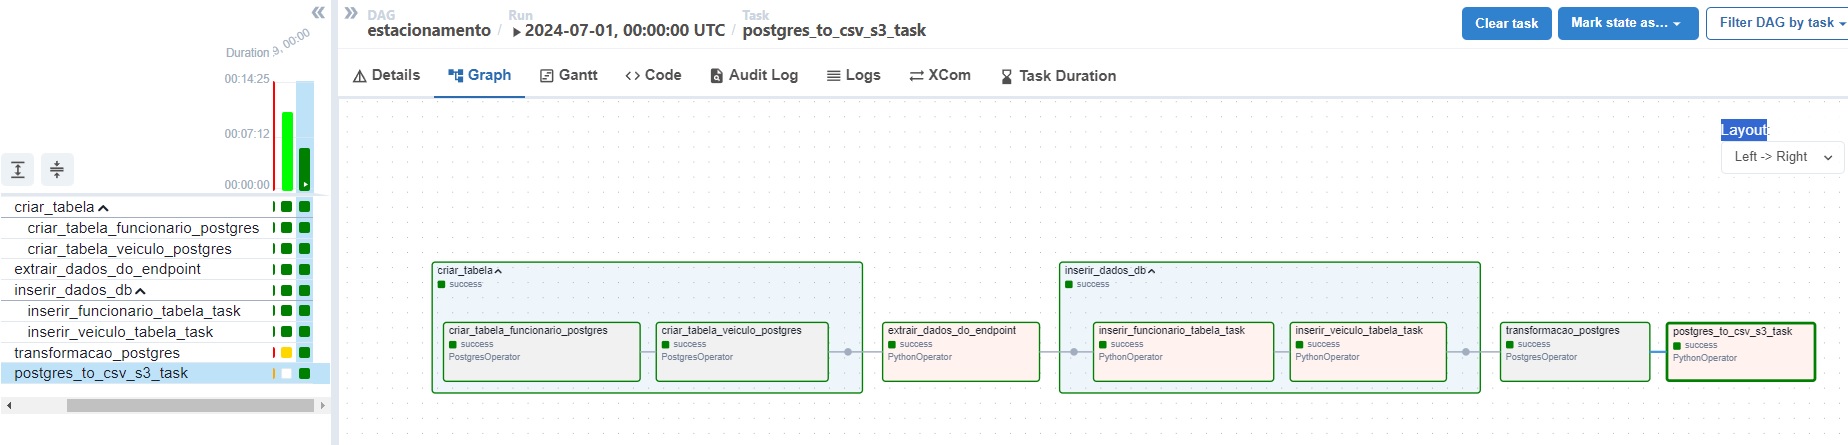 DAG
estacionamento
/
Run
2024-07-01, 00:00:00 UTC
/
Task
postgres_to_csv_s3_task
Clear task
Mark state as...
Filter DAG by task
Details
Graph
Gantt
Code
Audit Log
Logs
XCom
Task Duration
Duration
9, 00:00
00:14:25
00:07:12
00:00:00
criar_tabela
criar_tabela_funcionario_postgres
criar_tabela_veiculo_postgres
extrair_dados_do_endpoint
inserir_dados_db
inserir_funcionario_tabela_task
inserir_veiculo_tabela_task
transformacao_postgres
postgres_to_csv_s3_task
Layout:
Left -> Right
criar_tabela
success
criar_tabela_funcionario_postgres
success
PostgresOperator
criar_tabela_veiculo_postgres
success
PostgresOperator
extrair_dados_do_endpoint
success
PythonOperator
inserir_dados_db
success
inserir_funcionario_tabela_task
success
PythonOperator
inserir_veiculo_tabela_task
success
PythonOperator
transformacao_postgres
success
PostgresOperator
postgres_to_csv_s3_task
success
PythonOperator